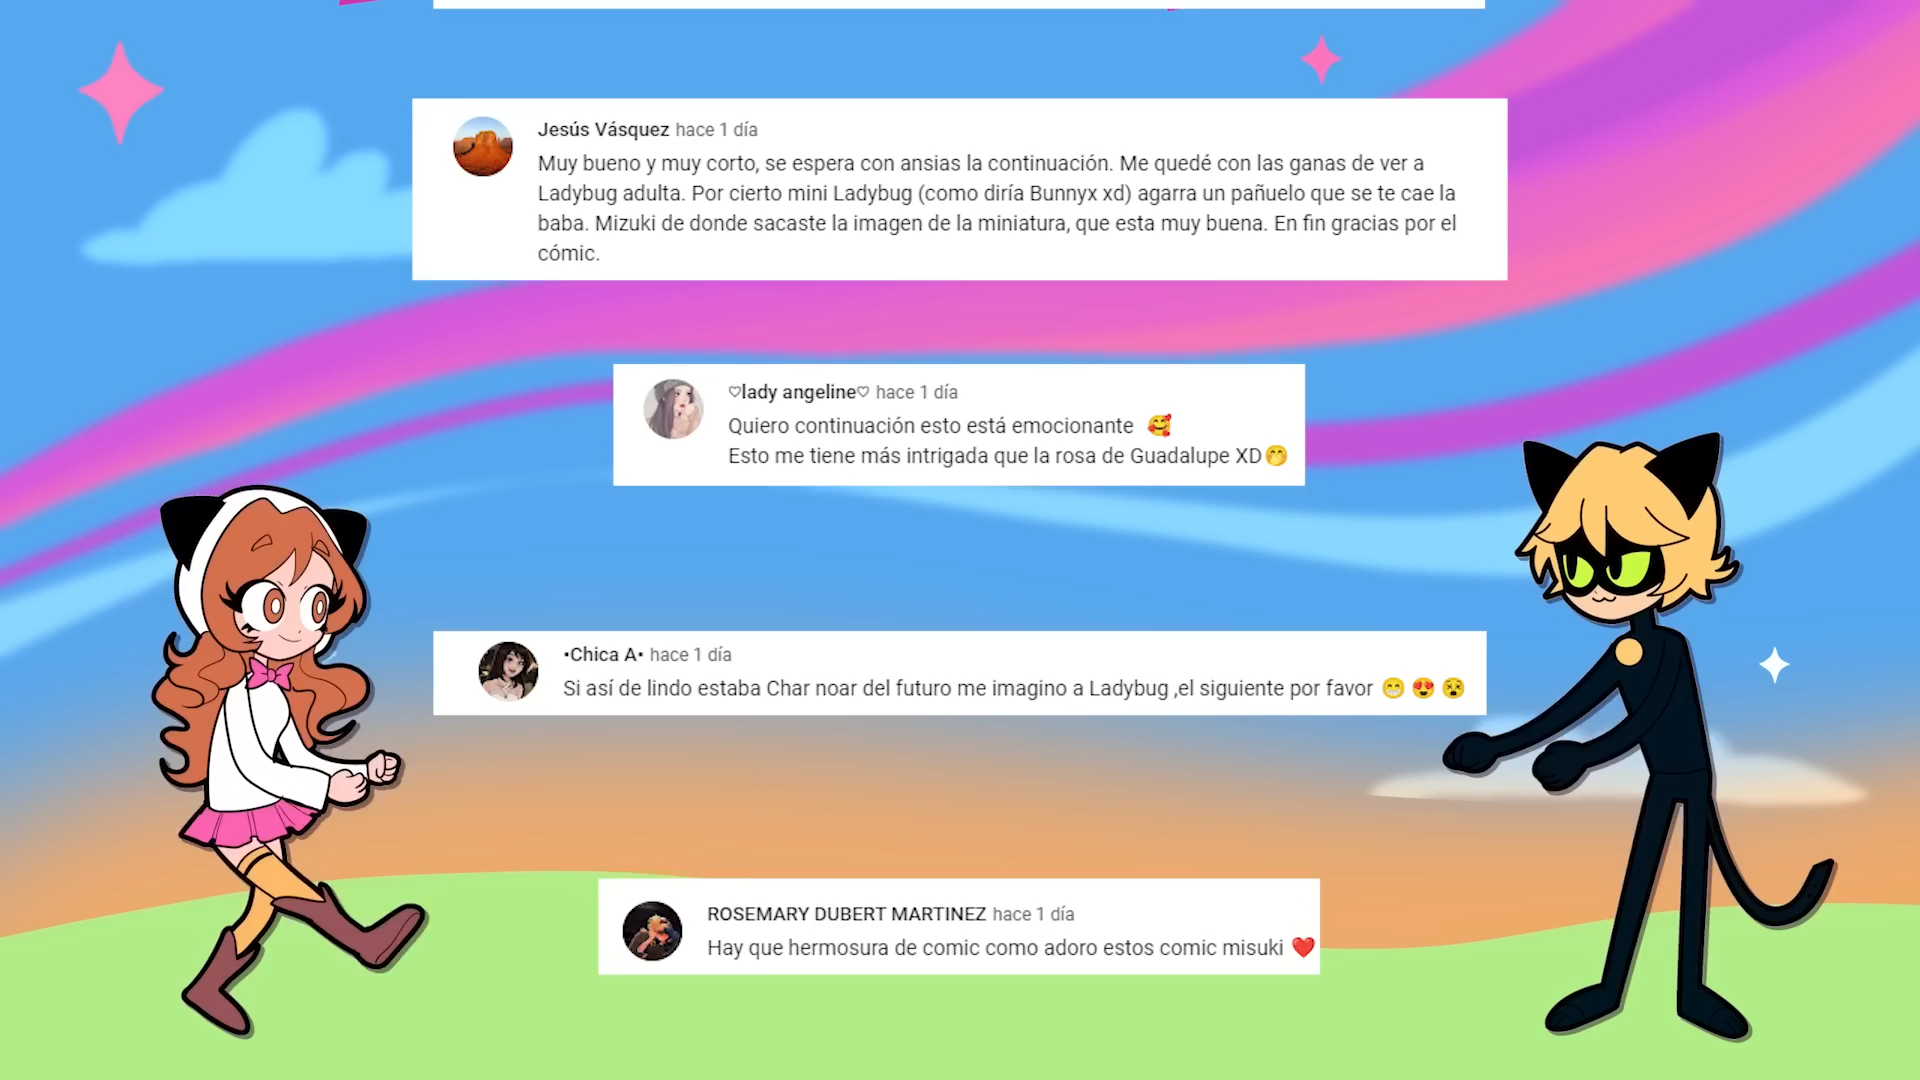 Jesús Vásquez hace 1 día
Muy bueno y muy corto, se espera con ansias la continuación. Me quedé con las ganas de ver a
Ladybug adulta. Por cierto mini Ladybug (como diría Bunnyx xd) agarra un pañuelo que se te cae la
baba. Mizuki de donde sacaste la imagen de la miniatura, que esta muy buena. En fin gracias por el
cómic.
♡lady angeline♡ hace 1 día
Quiero continuación esto está emocionante 🥰
Esto me tiene más intrigada que la rosa de Guadalupe XD🤭
•Chica A• hace 1 día
Si así de lindo estaba Char noar del futuro me imagino a Ladybug ,el siguiente por favor 😁 😍 😵
ROSEMARY DUBERT MARTINEZ hace 1 día
Hay que hermosura de comic como adoro estos comic misuki ❤️